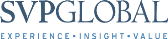 SVPGLOBAL
EXPERIENCE • INSIGHT • VALUE